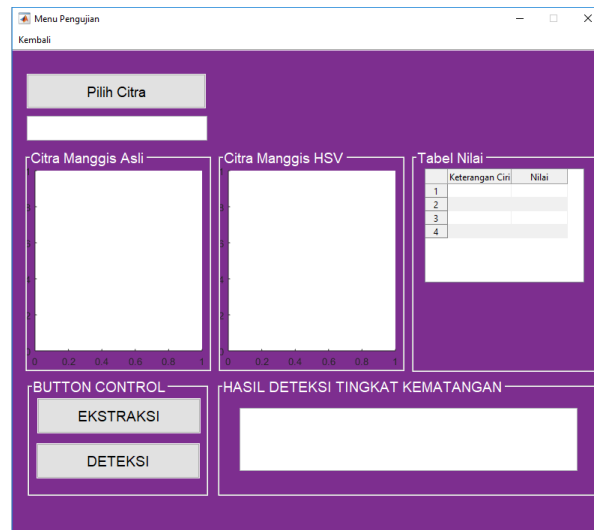 Menu Pengujian
Kembali
Pilih Citra
Citra Manggis Asli
Citra Manggis HSV
Tabel Nilai
Keterangan Ciri Nilai
1
2
3
4
0 0.2 0.4 0.6 0.8 1
0 0.2 0.4 0.6 0.8 1
BUTTON CONTROL
EKSTRAKSI
DETEKSI
HASIL DETEKSI TINGKAT KEMATANGAN